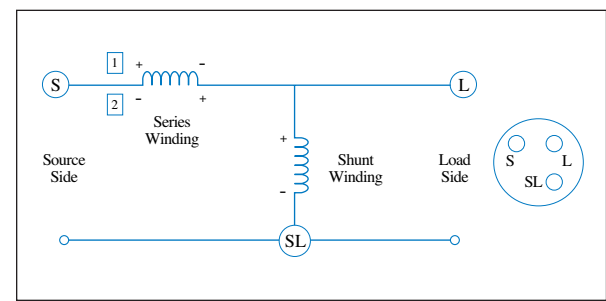 1 + -
S L
2 - +
Series
Winding
+
Source
Side
Shunt
Winding
Load
Side
S L
SL
-
SL